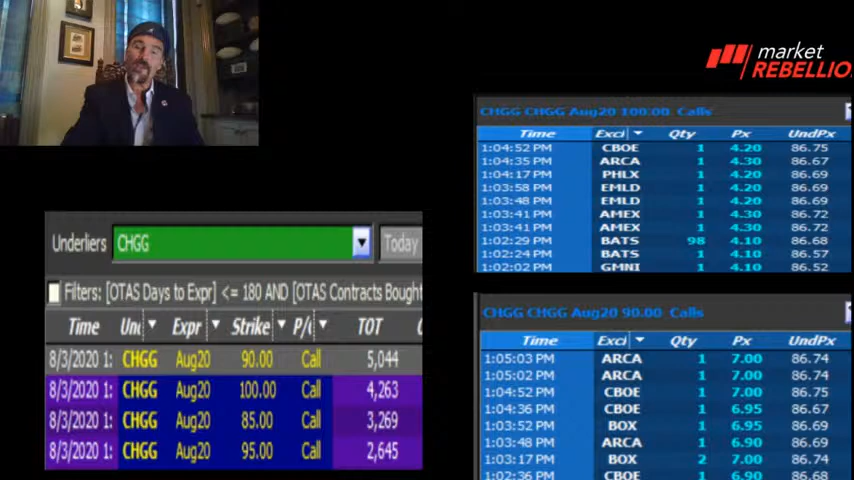 market
REBELLIO
CHGG CHGG Aug20 100.00 Calls
Time Excl Qty Px UndPx
1:04:52 PM CBOE 1 4.20 86.75
1:04:35 PM ARCA 1 4.30 86.67
1:04:17 PM PHLX 1 4.20 86.69
1:03:58 PM EMLD 1 4.20 86.69
1:03:48 PM EMLD 1 4.20 86.69
1:03:41 PM AMEX 1 4.30 86.72
1:03:41 PM AMEX 1 4.30 86.72
1:02:29 PM BATS 98 4.10 86.68
1:02:24 PM BATS 1 4.10 86.57
1:02:02 PM GMNI 1 4.10 86.52
Underliers CHGG Today
Filters: [OTAS Days to Expr] <= 180 AND [OTAS Contracts Bought
Time Und Expr Strike P/( TOT
8/3/2020 1: CHGG Aug20 90.00 Call 5,044
8/3/2020 1: CHGG Aug20 100.00 Call 4,263
8/3/2020 1: CHGG Aug20 85.00 Call 3,269
8/3/2020 1: CHGG Aug20 95.00 Call 2,645
CHGG CHGG Aug20 90.00 Calls
Time Excl Qty Px UndPx
1:05:03 PM ARCA 1 7.00 86.74
1:05:02 PM ARCA 1 7.00 86.74
1:04:52 PM CBOE 1 7.00 86.75
1:04:36 PM CBOE 1 6.95 86.67
1:03:52 PM BOX 1 6.95 86.69
1:03:48 PM ARCA 1 6.90 86.69
1:03:17 PM BOX 2 7.00 86.74
1:02:36 PM CBOE 1 6.90 86.68